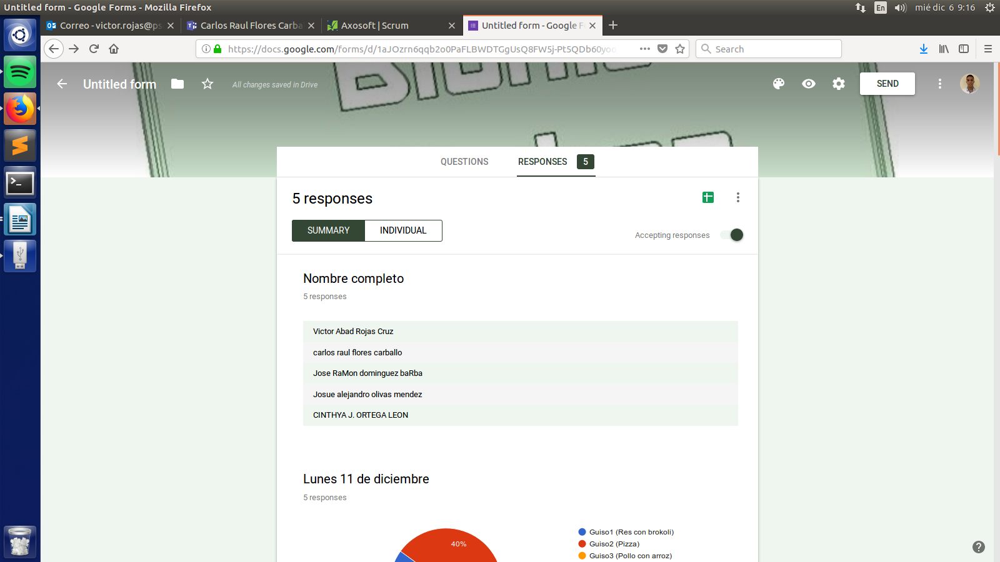 Untitled form - Google Forms - Mozilla Firefox
En
mié dic 6 9:16
Correo - victor.rojas@ps
Carlos Raul Flores Carba
Axosoft | Scrum
Untitled form - Google F
https://docs.google.com/forms/d/1aJOzrn6qqb2o0PaFLBWDTGgUsQ8FW5j-Pt5QDb60yoo
Search
Untitled form
All changes saved in Drive
SEND
QUESTIONS
RESPONSES
5
5 responses
SUMMARY
INDIVIDUAL
Accepting responses
Nombre completo
5 responses
Victor Abad Rojas Cruz
carlos raul flores carballo
Jose RaMon dominguez baRba
Josue alejandro olivas mendez
CINTHYA J. ORTEGA LEON
Lunes 11 de diciembre
5 responses
40%
Guiso1 (Res con brokoli)
Guiso2 (Pizza)
Guiso3 (Pollo con arroz)